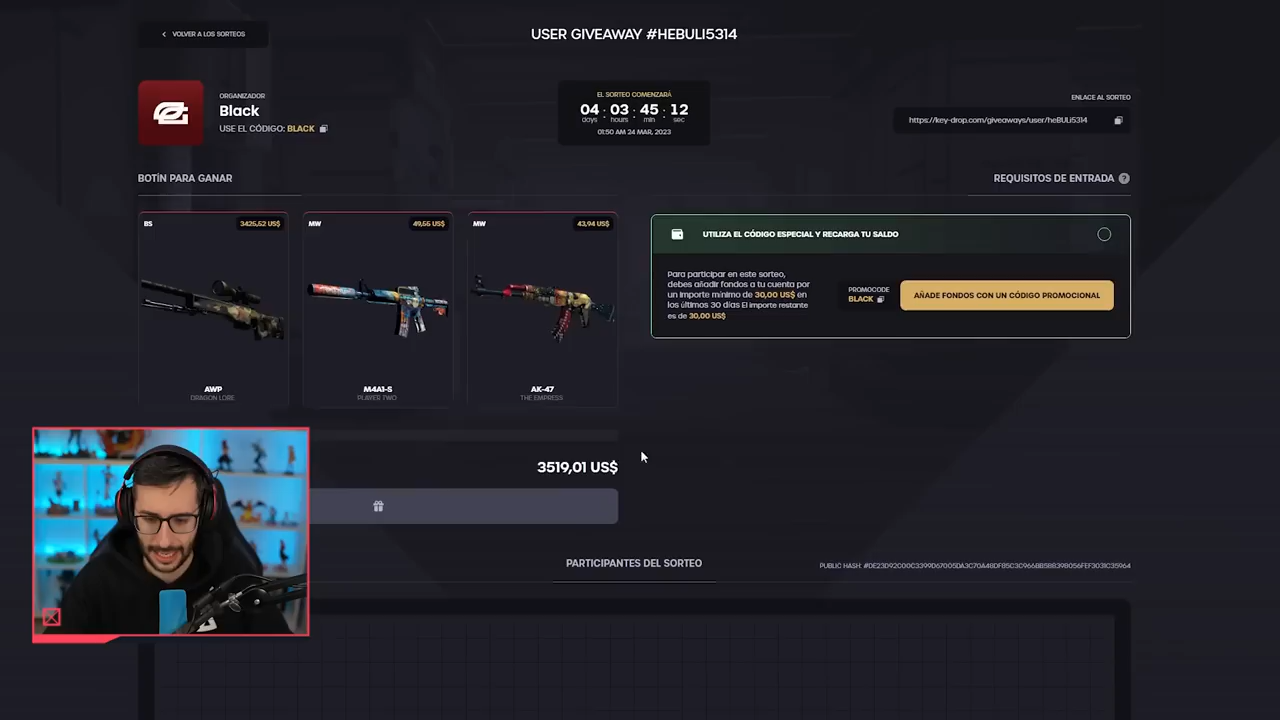 VOLVER A LOS SORTEOS
USER GIVEAWAY #HEBULI5314
ORGANIZADOR
Black
USE EL CÓDIGO: BLACK
EL SORTEO COMENZARÁ
04 : 03 : 45 : 12
days hours min sec
01:50 AM 24 MAR, 2023
ENLACE AL SORTEO
https://key-drop.com/giveaways/user/heBULi5314
BOTÍN PARA GANAR
REQUISITOS DE ENTRADA ?
BS 3425,52 US$
MW 49,55 US$
MW 43,94 US$
AWP
DRAGON LORE
M4A1-S
PLAYER TWO
AK-47
THE EMPRESS
UTILIZA EL CÓDIGO ESPECIAL Y RECARGA TU SALDO
Para participar en este sorteo,
debes añadir fondos a tu cuenta por
un importe mínimo de 30,00 US$ en
los últimos 30 días El importe restante
es de 30,00 US$
PROMOCODE
BLACK
AÑADE FONDOS CON UN CÓDIGO PROMOCIONAL
3519,01 US$
PARTICIPANTES DEL SORTEO
PUBLIC HASH: